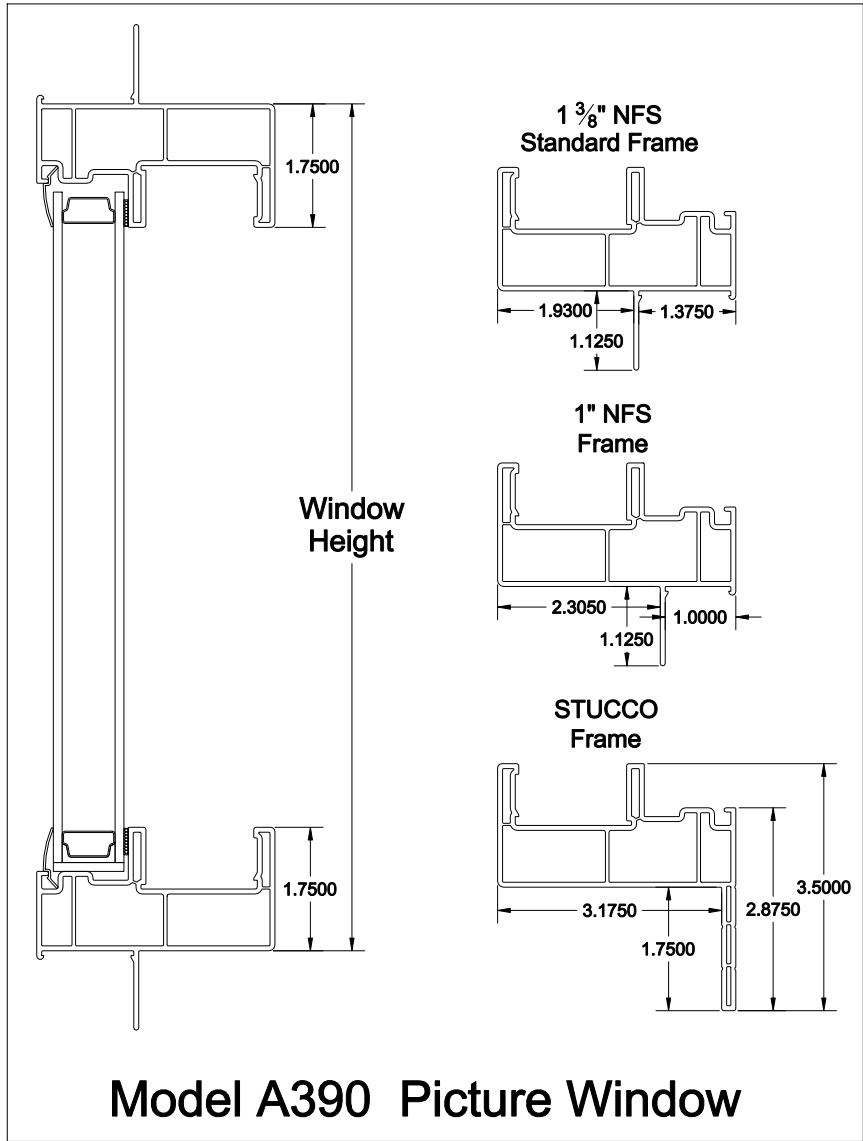 1.7500
Window
Height
1.7500
1 ⅜" NFS
Standard Frame
1.9300
1.3750
1.1250
1" NFS
Frame
2.3050
1.0000
1.1250
STUCCO
Frame
3.1750
1.7500
2.8750
3.5000
Model A390 Picture Window